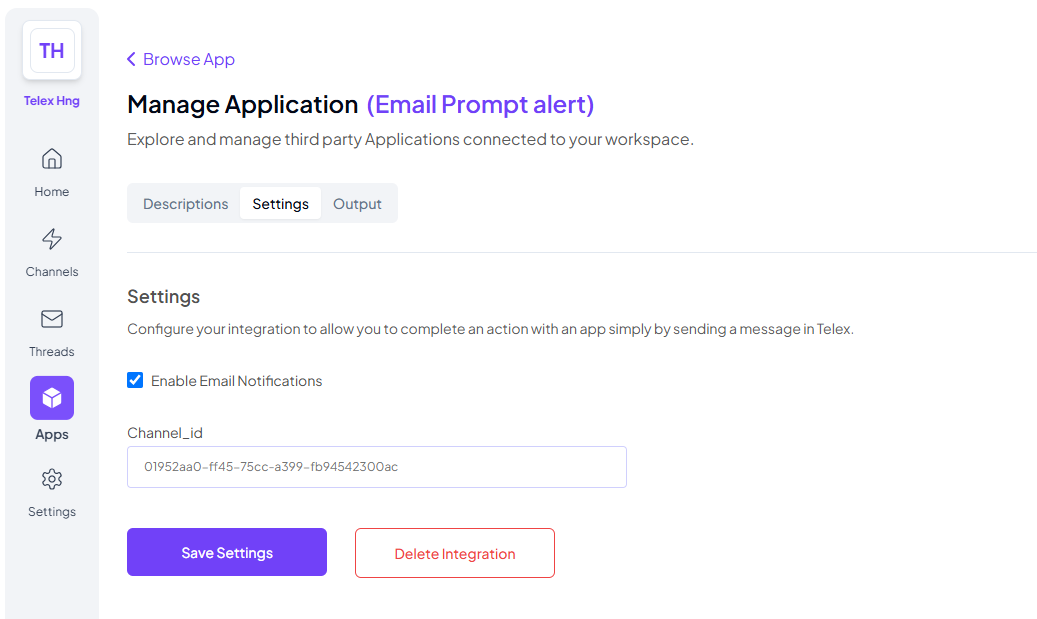 TH
Telex Hng
Home
Channels
Threads
Apps
Settings
Browse App
Manage Application (Email Prompt alert)
Explore and manage third party Applications connected to your workspace.
Descriptions Settings Output
Settings
Configure your integration to allow you to complete an action with an app simply by sending a message in Telex.
Enable Email Notifications
Channel_id
01952aa0-ff45-75cc-a399-fb94542300ac
Save Settings Delete Integration